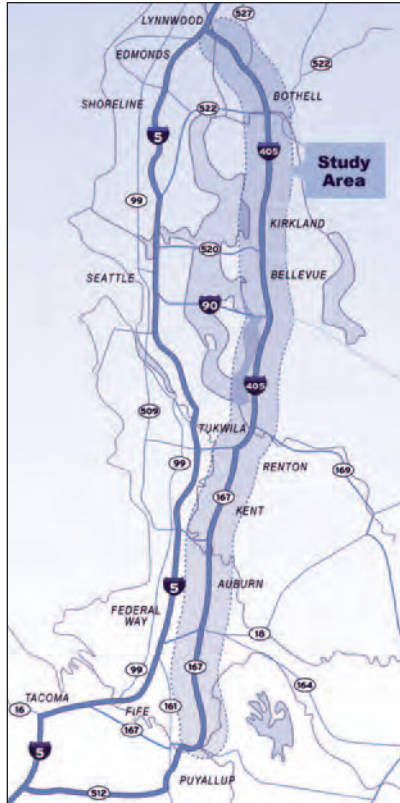 LYNNWOOD
527
EDMONDS
522
BOTHELL
SHORELINE
522
5
405
Study
Area
99
KIRKLAND
520
BELLEVUE
SEATTLE
90
405
509
TUKWILA
99
RENTON
169
167
KENT
5
AUBURN
FEDERAL
WAY
18
99
167
164
TACOMA
16
FIFE
161
167
5
PUYALLUP
512